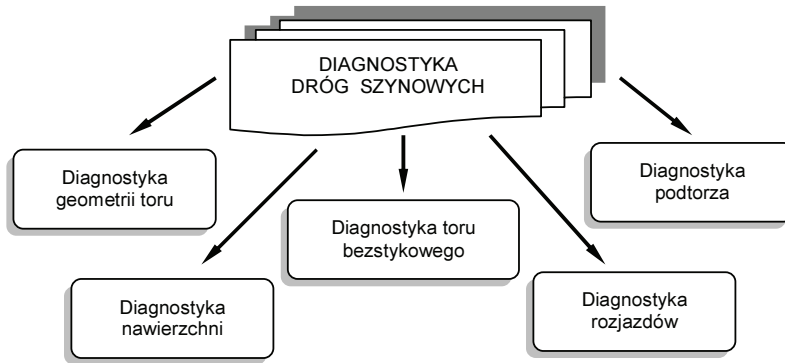 DIAGNOSTYKA
DRÓG SZYNOWYCH
Diagnostyka
geometrii toru
Diagnostyka
nawierzchni
Diagnostyka toru
bezstykowego
Diagnostyka
rozjazdów
Diagnostyka
podtorza